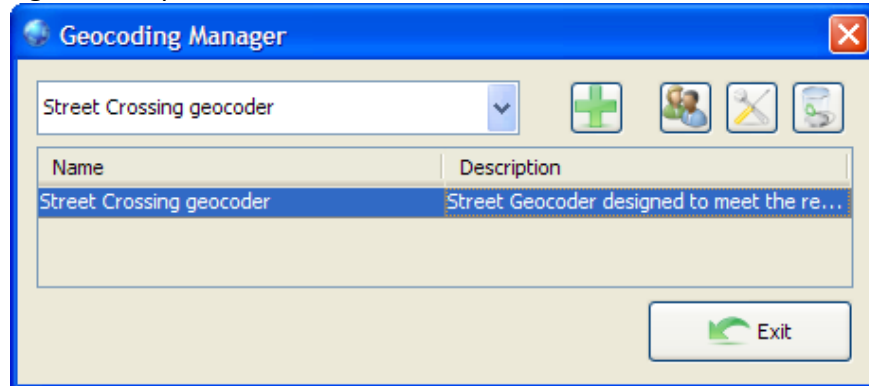 Geocoding Manager
Street Crossing geocoder
Name Description
Street Crossing geocoder Street Geocoder designed to meet the re...
Exit